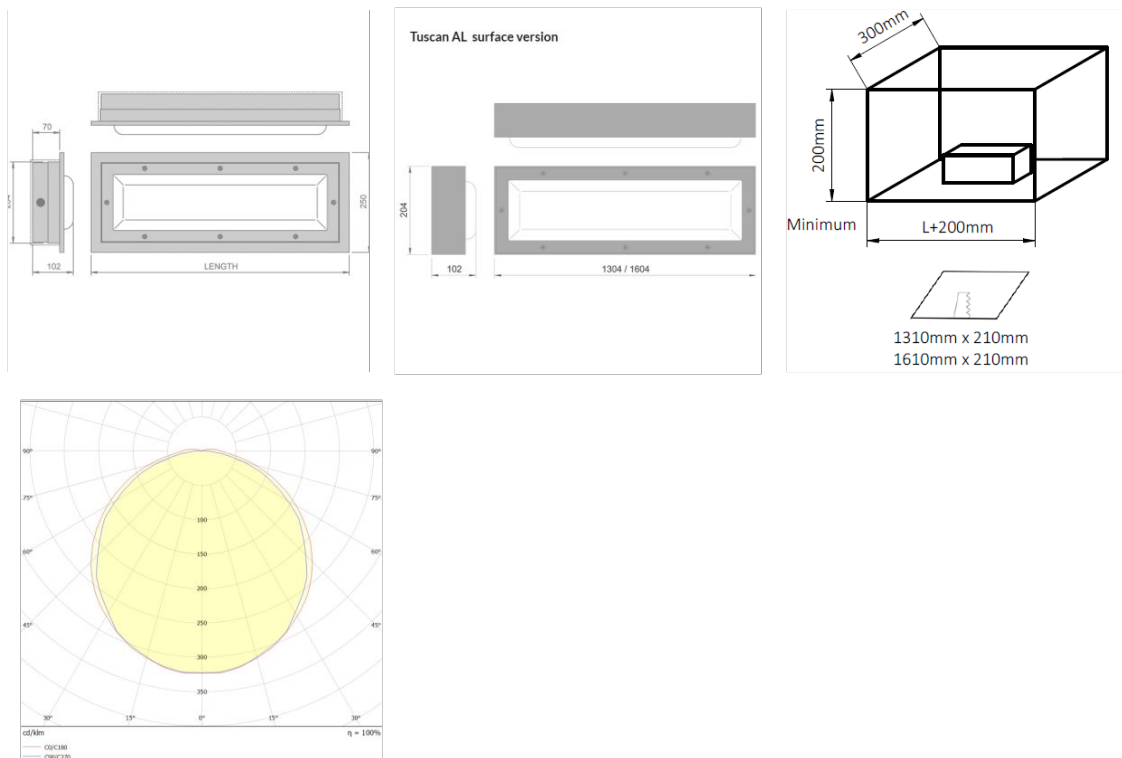 70
250
102
LENGTH
Tuscan AL surface version
204
102
1304 / 1604
300mm
200mm
Minimum
L+200mm
1310mm x 210mm
1610mm x 210mm
90° 90°
75° 75°
60° 60°
45° 45°
100
150
200
250
300
350
30° 15° 0° 15° 30°
cd/klm η = 100%
C0/C180
C90/C270